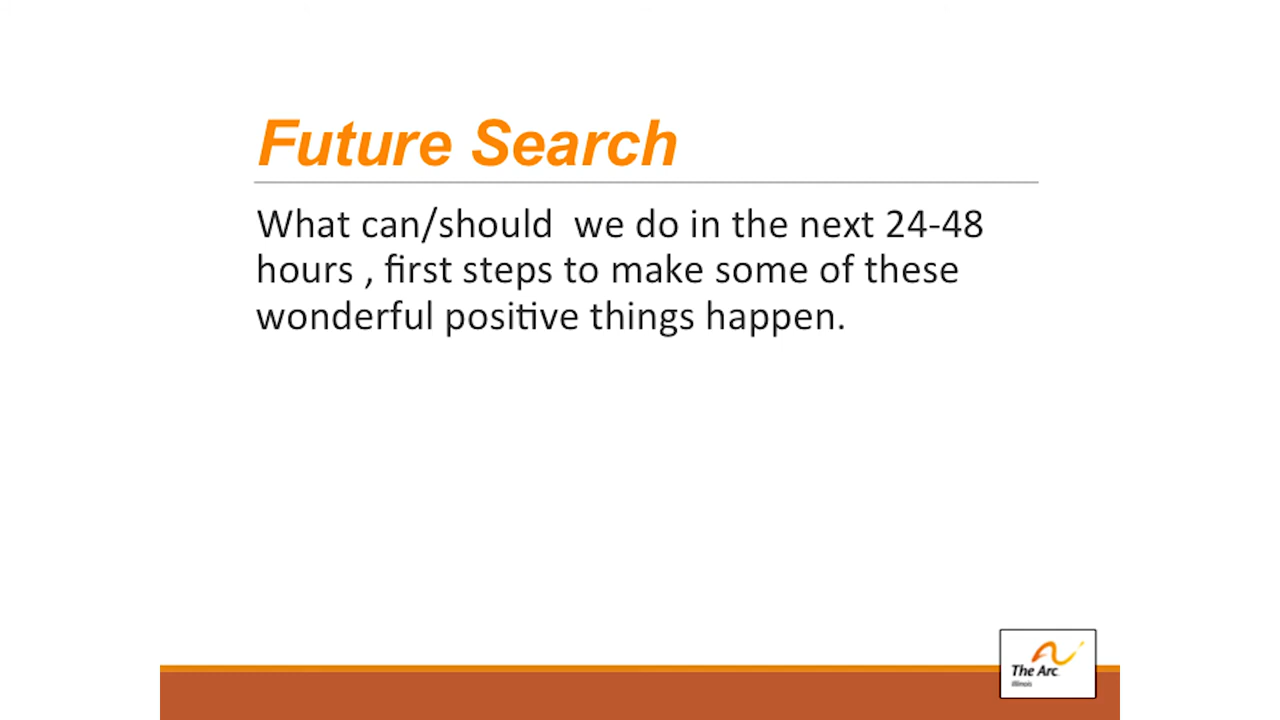 Future Search
What can/should  we do in the next 24-48
hours , first steps to make some of these
wonderful positive things happen.
The Arc
Illinois